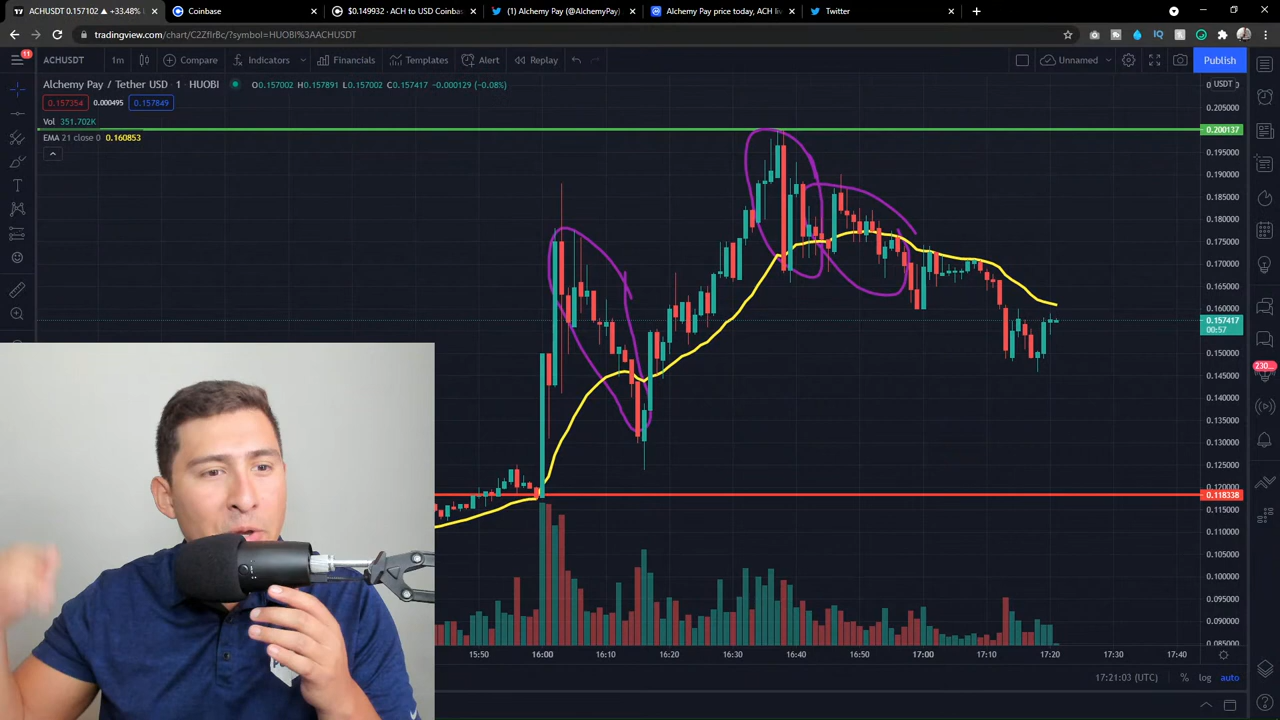 ACHUSDT ▲ +33.48%
Coinbase
$0.149932 · ACH to USD Coinbas
(1) Alchemy Pay (@AlchemyPay)
Alchemy Pay price today, ACH liv
Twitter
tradingview.com/chart/C2ZfIrBc/?symbol=HUOBI%3AACHUSDT
11
ACHUSDT
1m
Compare
Indicators
Financials
Templates
Alert
Replay
Unnamed
Publish
Alchemy Pay / Tether USD · 1 · HUOBI
O0.157002 H0.157891 L0.157002 C0.157417 -0.000129 (-0.08%)
USDT
0.157354
0.000495
0.157849
Vol 351.702K
EMA 21 close 0 0.160853
0.205000
0.200137
0.195000
0.190000
0.185000
0.180000
0.175000
0.170000
0.165000
0.160000
0.157417
00:57
0.150000
0.145000
0.140000
0.135000
0.130000
0.125000
0.120000
0.118338
0.115000
0.110000
0.105000
0.100000
0.095000
0.090000
0.085000
230...
15:50
16:00
16:10
16:20
16:30
16:40
16:50
17:00
17:10
17:20
17:30
17:40
17:21:03 (UTC)
%
log
auto